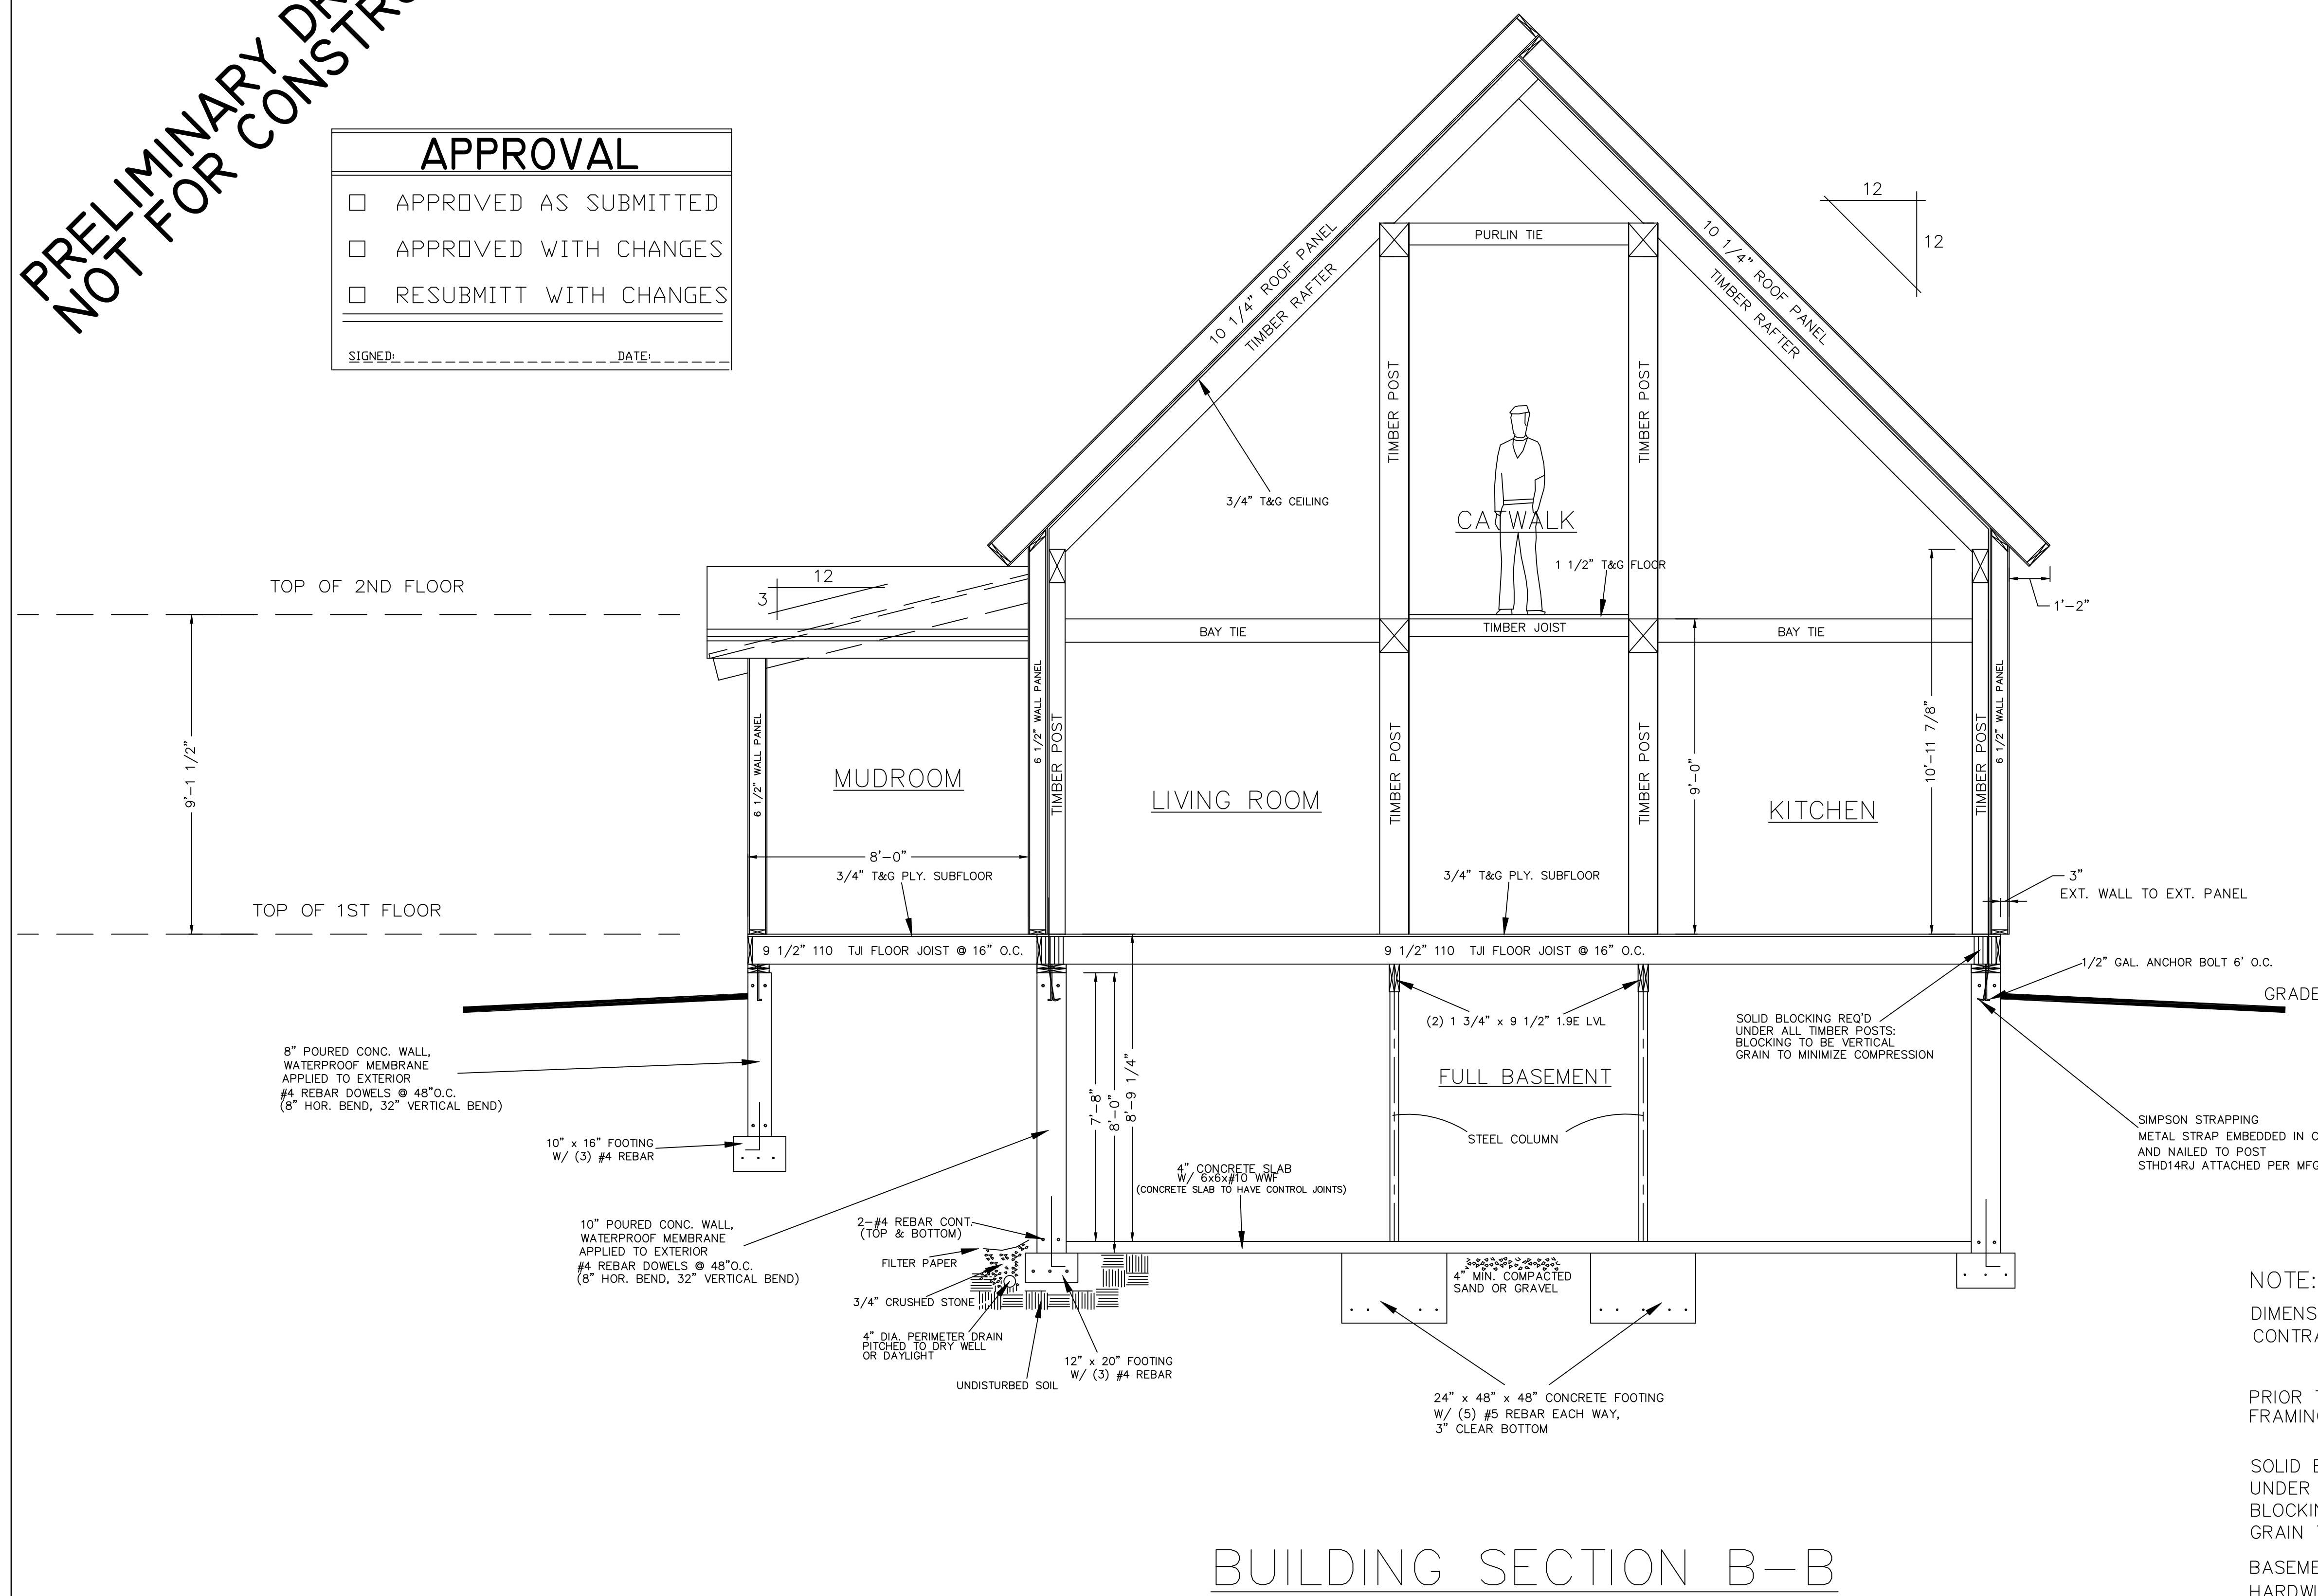 PRELIMINARY
NOT FOR
APPROVAL
APPROVED AS SUBMITTED
APPROVED WITH CHANGES
RESUBMITT WITH CHANGES
SIGNED: DATE:
12
12
10 1/4" ROOF PANEL
TIMBER RAFTER
PURLIN TIE
10 1/4" ROOF PANEL
TIMBER RAFTER
TIMBER POST
TIMBER POST
3/4" T&G CEILING
CATWALK
1 1/2" T&G FLOOR
TOP OF 2ND FLOOR
12
3
1'-2"
BAY TIE
TIMBER JOIST
BAY TIE
9'-1 1/2"
6 1/2" WALL PANEL
MUDROOM
6 1/2" WALL PANEL
TIMBER POST
LIVING ROOM
TIMBER POST
TIMBER POST
9'-0"
KITCHEN
10'-11 7/8"
TIMBER POST
6 1/2" WALL PANEL
8'-0"
3/4" T&G PLY. SUBFLOOR
3/4" T&G PLY. SUBFLOOR
3"
EXT. WALL TO EXT. PANEL
TOP OF 1ST FLOOR
9 1/2" 110 TJI FLOOR JOIST @ 16" O.C.
9 1/2" 110 TJI FLOOR JOIST @ 16" O.C.
1/2" GAL. ANCHOR BOLT 6' O.C.
GRADE
(2) 1 3/4" x 9 1/2" 1.9E LVL
SOLID BLOCKING REQ'D
UNDER ALL TIMBER POSTS:
BLOCKING TO BE VERTICAL
GRAIN TO MINIMIZE COMPRESSION
8" POURED CONC. WALL,
WATERPROOF MEMBRANE
APPLIED TO EXTERIOR
#4 REBAR DOWELS @ 48"O.C.
(8" HOR. BEND, 32" VERTICAL BEND)
7'-8"
8'-0"
8'-9 1/4"
FULL BASEMENT
STEEL COLUMN
SIMPSON STRAPPING
METAL STRAP EMBEDDED IN
AND NAILED TO POST
STHD14RJ ATTACHED PER
10" x 16" FOOTING
W/ (3) #4 REBAR
4" CONCRETE SLAB
W/ 6x6x#10 WWF
(CONCRETE SLAB TO HAVE CONTROL JOINTS)
10" POURED CONC. WALL,
WATERPROOF MEMBRANE
APPLIED TO EXTERIOR
#4 REBAR DOWELS @ 48"O.C.
(8" HOR. BEND, 32" VERTICAL BEND)
2-#4 REBAR CONT.
(TOP & BOTTOM)
FILTER PAPER
3/4" CRUSHED STONE
4" DIA. PERIMETER DRAIN
PITCHED TO DRY WELL
OR DAYLIGHT
UNDISTURBED SOIL
12" x 20" FOOTING
W/ (3) #4 REBAR
4" MIN. COMPACTED
SAND OR GRAVEL
24" x 48" x 48" CONCRETE FOOTING
W/ (5) #5 REBAR EACH WAY,
3" CLEAR BOTTOM
NOTE:
PRIOR
SOLID
UNDER
GRAIN
BUILDING SECTION B-B